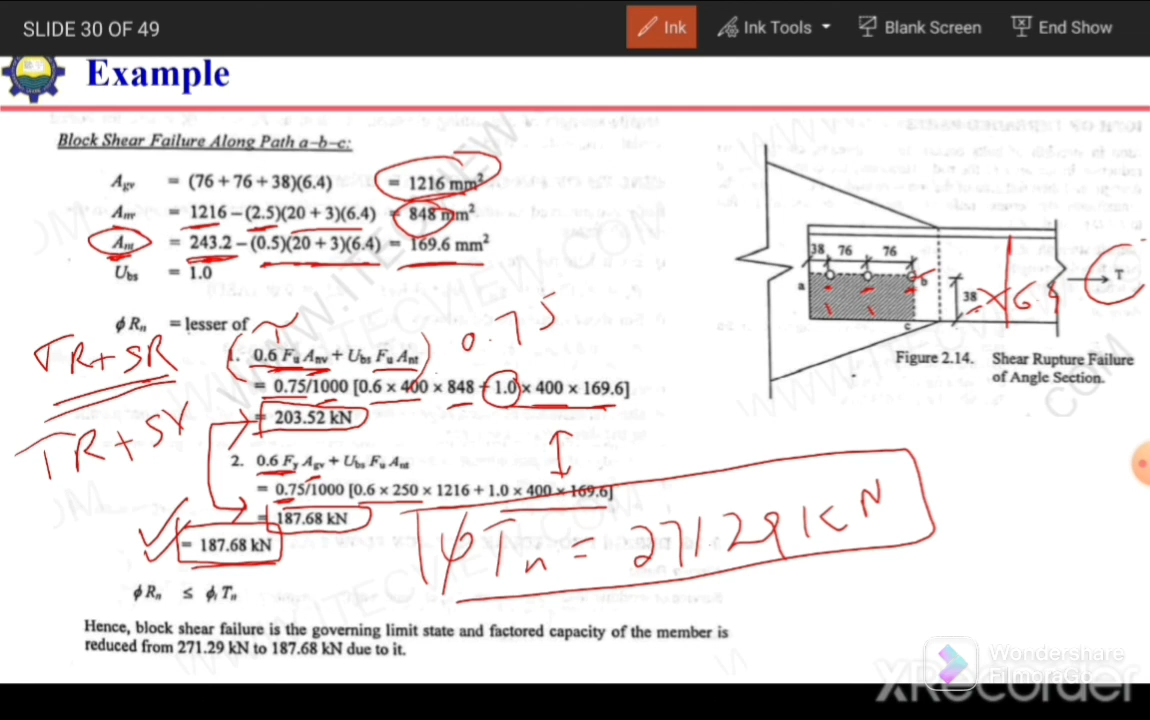 SLIDE 30 OF 49
Ink
Ink Tools
Blank Screen
End Show
Example
Block Shear Failure Along Path a–b–c:
Agv = (76 + 76 + 38)(6.4) = 1216 mm²
Anv = 1216 – (2.5)(20 + 3)(6.4) = 848 mm²
Ant = 243.2 – (0.5)(20 + 3)(6.4) = 169.6 mm²
Ubs = 1.0
ϕ Rn = lesser of
0.75
1. 0.6 Fu Anv + Ubs Fu Ant
= 0.75/1000 [0.6 × 400 × 848 + 1.0 × 400 × 169.6]
= 203.52 kN
TR + SR
TR + SY
2. 0.6 Fy Agv + Ubs Fu Ant
= 0.75/1000 [0.6 × 250 × 1216 + 1.0 × 400 × 169.6]
= 187.68 kN
= 187.68 kN
ϕTn = 271.29 KN
ϕ Rn ≤ ϕt Tn
Hence, block shear failure is the governing limit state and factored capacity of the member is
reduced from 271.29 kN to 187.68 kN due to it.
38 76 76
a
b
c
38
×6.4
T
Figure 2.14. Shear Rupture Failure
of Angle Section.
Wondershare
FilmoraGo
XRecorder